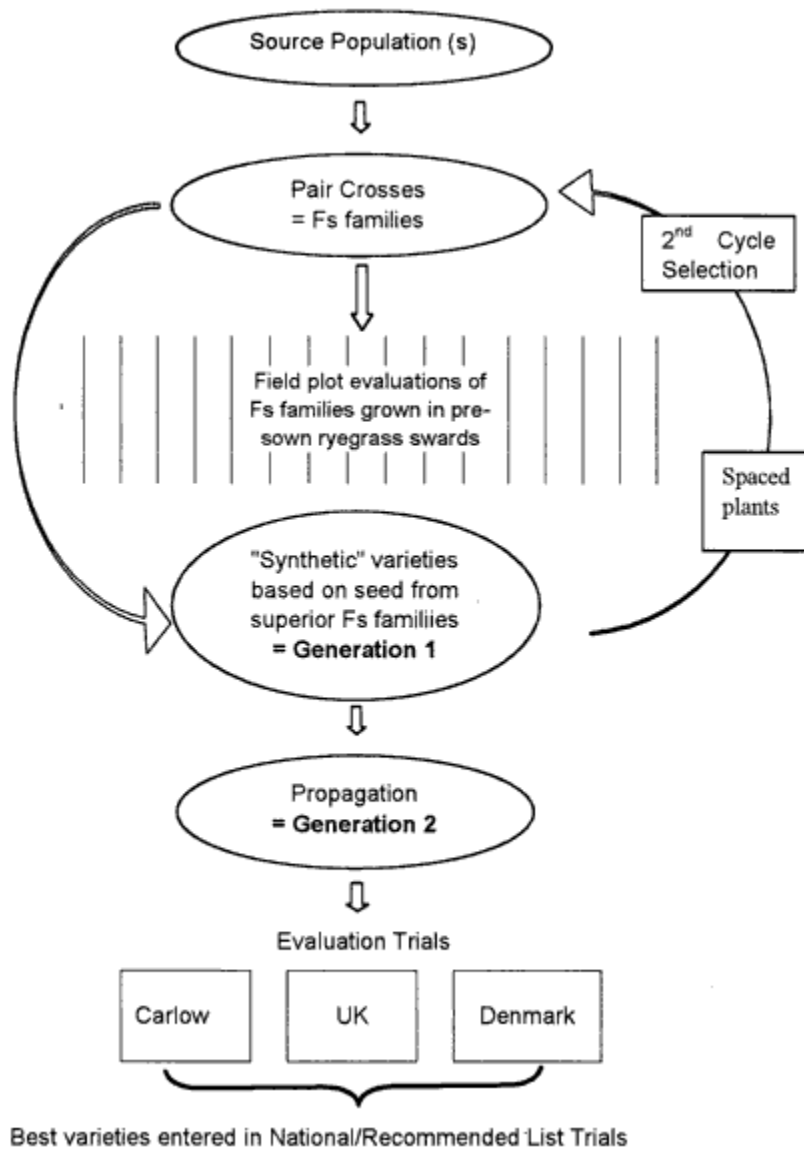 Source Population (s)
Pair Crosses
= Fs families
2nd Cycle
Selection
Field plot evaluations of
Fs families grown in pre-
sown ryegrass swards
Spaced
plants
"Synthetic" varieties
based on seed from
superior Fs familiies
= Generation 1
Propagation
= Generation 2
Evaluation Trials
Carlow
UK
Denmark
Best varieties entered in National/Recommended List Trials